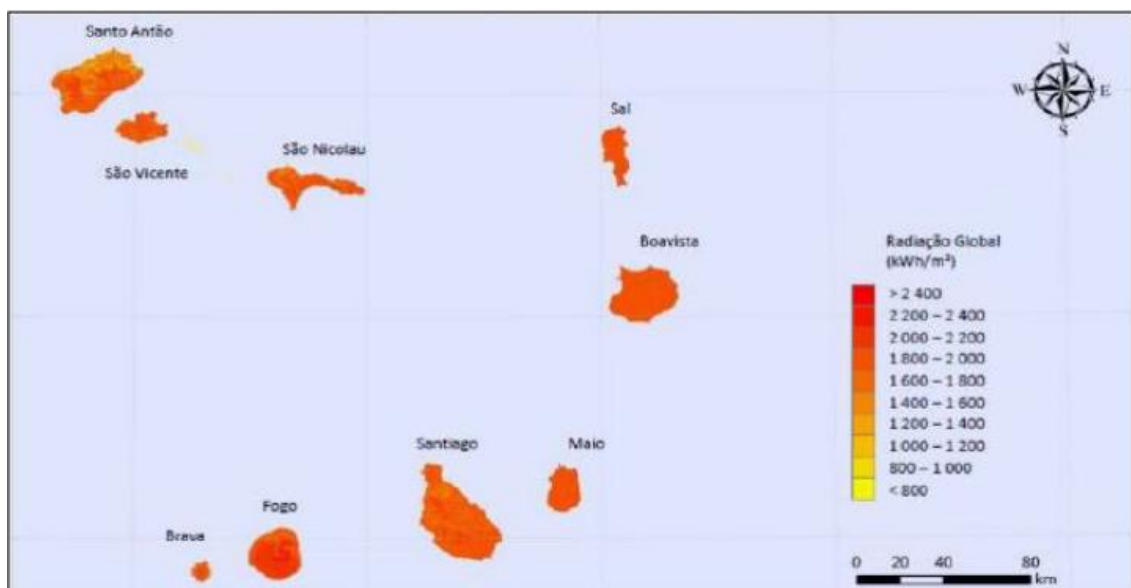 Santo Antão
N
W
E
S
Sal
São Nicolau
São Vicente
Boavista
Radiação Global
(kWh/m²)
> 2 400
2 200 – 2 400
2 000 – 2 200
1 800 – 2 000
1 600 – 1 800
1 400 – 1 600
1 200 – 1 400
1 000 – 1 200
800 – 1 000
< 800
Santiago
Maio
Fogo
Brava
0 20 40 80
km